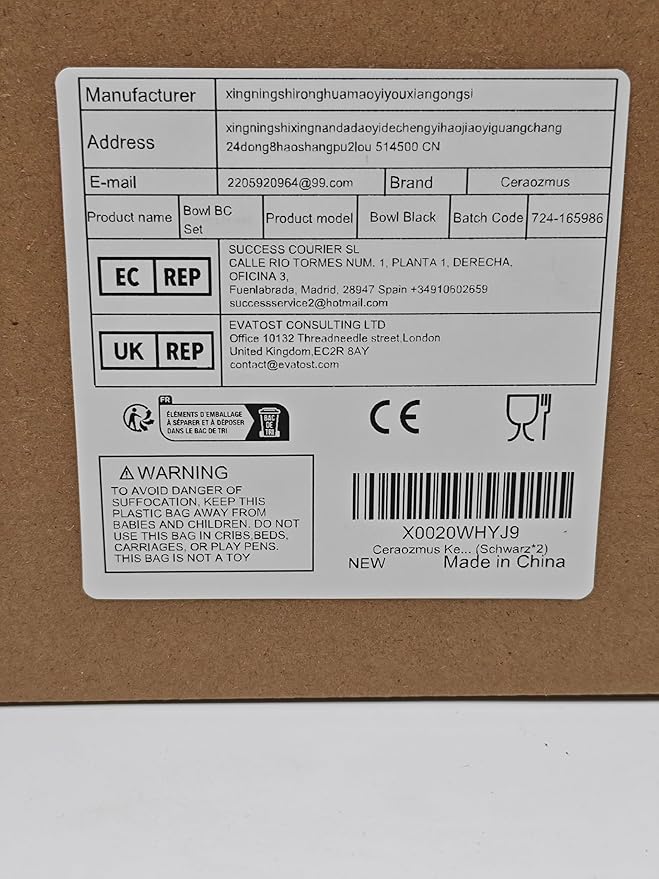 Manufacturer xingningshironghuamaoyiyouxiangongsi
Address xingningshixingnandadaoyidechengyihaojiaoyiguangchang
24dong8haoshangpu2lou 514500 CN
E-mail 2205920964@99.com Brand Ceraozmus
Product name Bowl BC
Set Product model Bowl Black Batch Code 724-165986
EC REP
SUCCESS COURIER SL
CALLE RIO TORMES NUM. 1, PLANTA 1, DERECHA,
OFICINA 3,
Fuenlabrada, Madrid, 28947 Spain +34910602659
successservice2@hotmail.com
UK REP
EVATOST CONSULTING LTD
Office 10132 Threadneedle street,London
United Kingdom,EC2R 8AY
contact@evatost.com
FR
ÉLÉMENTS D'EMBALLAGE
À SÉPARER ET À DÉPOSER
DANS LE BAC DE TRI
BAC
DE
TRI
CE
WARNING
TO AVOID DANGER OF
SUFFOCATION, KEEP THIS
PLASTIC BAG AWAY FROM
BABIES AND CHILDREN. DO NOT
USE THIS BAG IN CRIBS,BEDS,
CARRIAGES, OR PLAY PENS.
THIS BAG IS NOT A TOY
X0020WHYJ9
Ceraozmus Ke... (Schwarz*2)
NEW Made in China